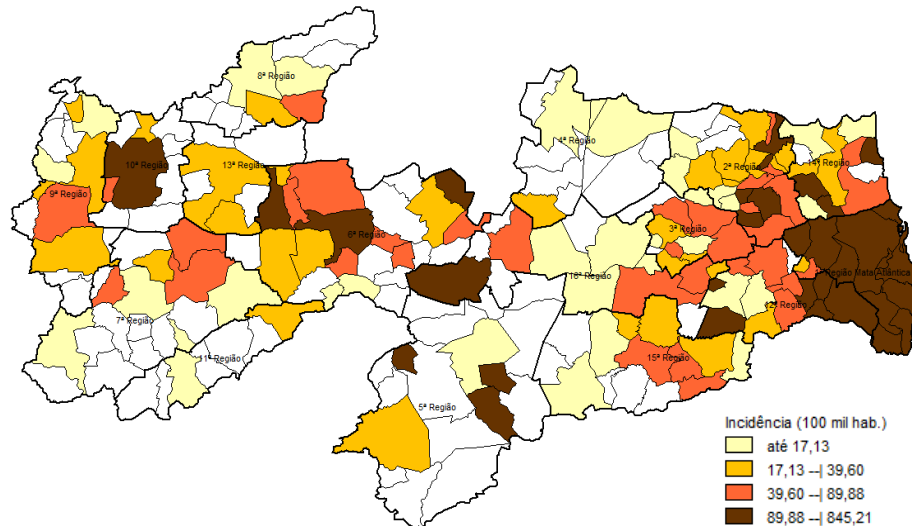 8ª Região
4ª Região
10ª Região
13ª Região
2ª Região
14ª Região
9ª Região
6ª Região
3ª Região
16ª Região
1ª Região Mata Atlântica
12ª Região
7ª Região
11ª Região
15ª Região
5ª Região
Incidência (100 mil hab.)
até 17,13
17,13 --| 39,60
39,60 --| 89,88
89,88 --| 845,21